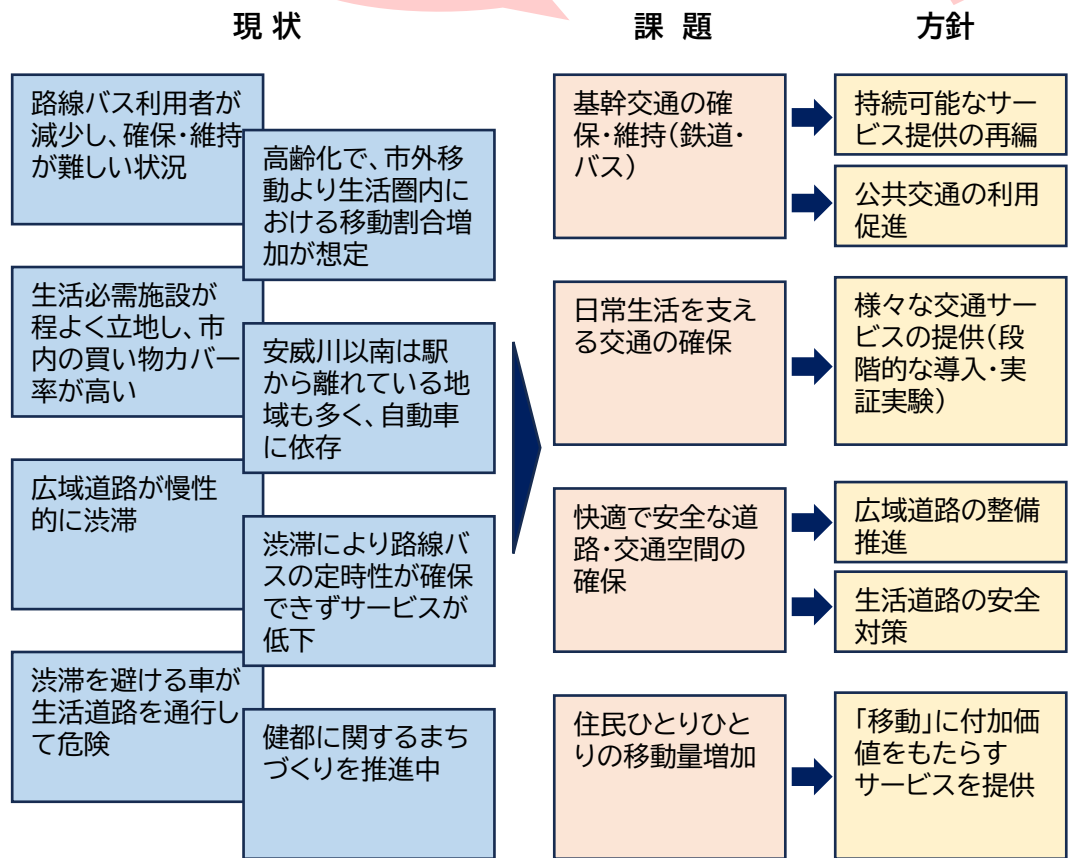 現 状
路線バス利用者が
減少し、確保・維持
が難しい状況
高齢化で、市外移
動より生活圏内に
おける移動割合増
加が想定
生活必需施設が
程よく立地し、市
内の買い物カバー
率が高い
安威川以南は駅
から離れている地
域も多く、自動車
に依存
広域道路が慢性
的に渋滞
渋滞により路線バ
スの定時性が確保
できずサービスが
低下
渋滞を避ける車が
生活道路を通行し
て危険
健都に関するまち
づくりを推進中
課 題
基幹交通の確
保・維持(鉄道・
バス)
日常生活を支え
る交通の確保
快適で安全な道
路・交通空間の
確保
住民ひとりひと
りの移動量増加
方針
持続可能なサー
ビス提供の再編
公共交通の利用
促進
様々な交通サー
ビスの提供(段
階的な導入・実
証実験)
広域道路の整備
推進
生活道路の安全
対策
「移動」に付加価
値をもたらす
サービスを提供